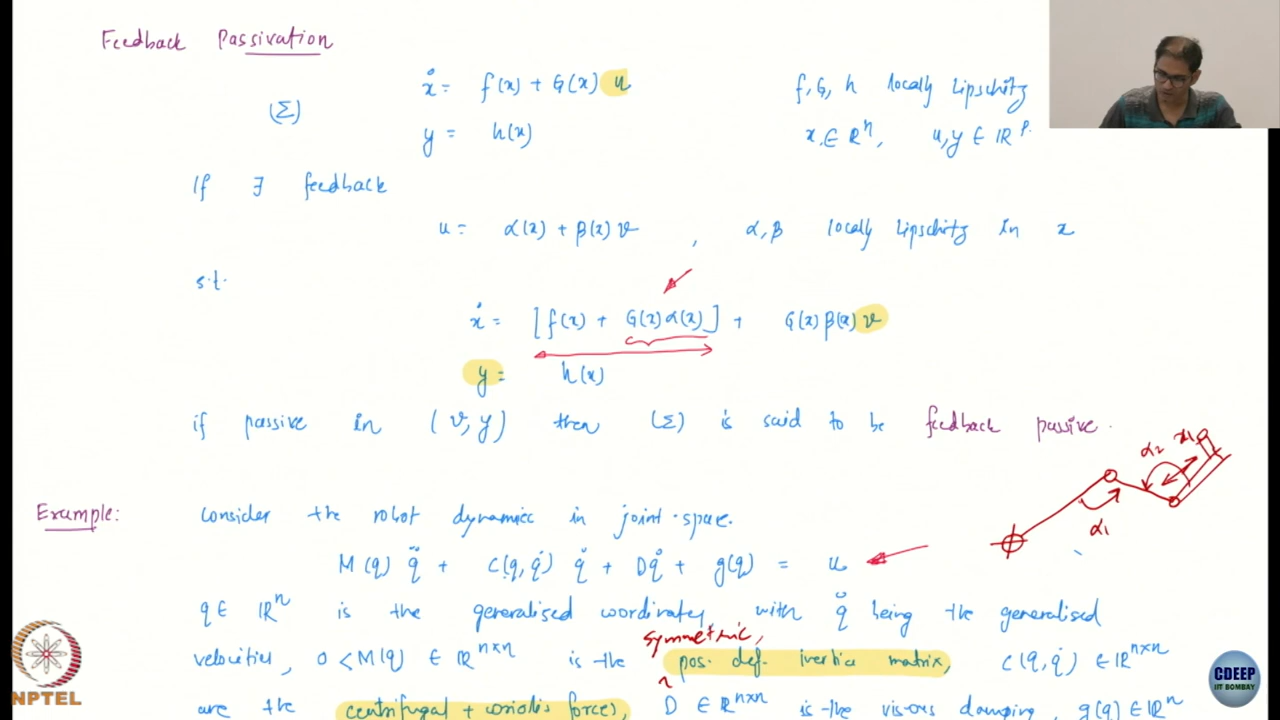 Feedback Passivation
ẋ = f(x) + G(x) u    f, G, h locally Lipschitz
(Σ)
y = h(x)    x ∈ ℝⁿ, u, y ∈ ℝᵖ.
If ∃ feedback
u = α(x) + β(x) v , α, β locally Lipschitz in x
s.t.
ẋ = [f(x) + G(x) α(x)] + G(x) β(x) v
y = h(x)
if passive in (v, y) then (Σ) is said to be feedback passive.
α₂
α₁
Example: consider the robot dynamics in joint-space.
M(q) q̈ + C(q, q̇) q̇ + D q̇ + g(q) = u
q ∈ ℝⁿ is the generalised coordinates with q̇ being the generalised
symmetric,
velocities, 0 < M(q) ∈ ℝⁿˣⁿ is the pos. def. inertia matrix, C(q, q̇) ∈ ℝⁿˣⁿ
are the centrifugal + coriolis forces, D ∈ ℝⁿˣⁿ is the viscous damping, g(q) ∈ ℝⁿ
NPTEL
CDEEP
IIT BOMBAY